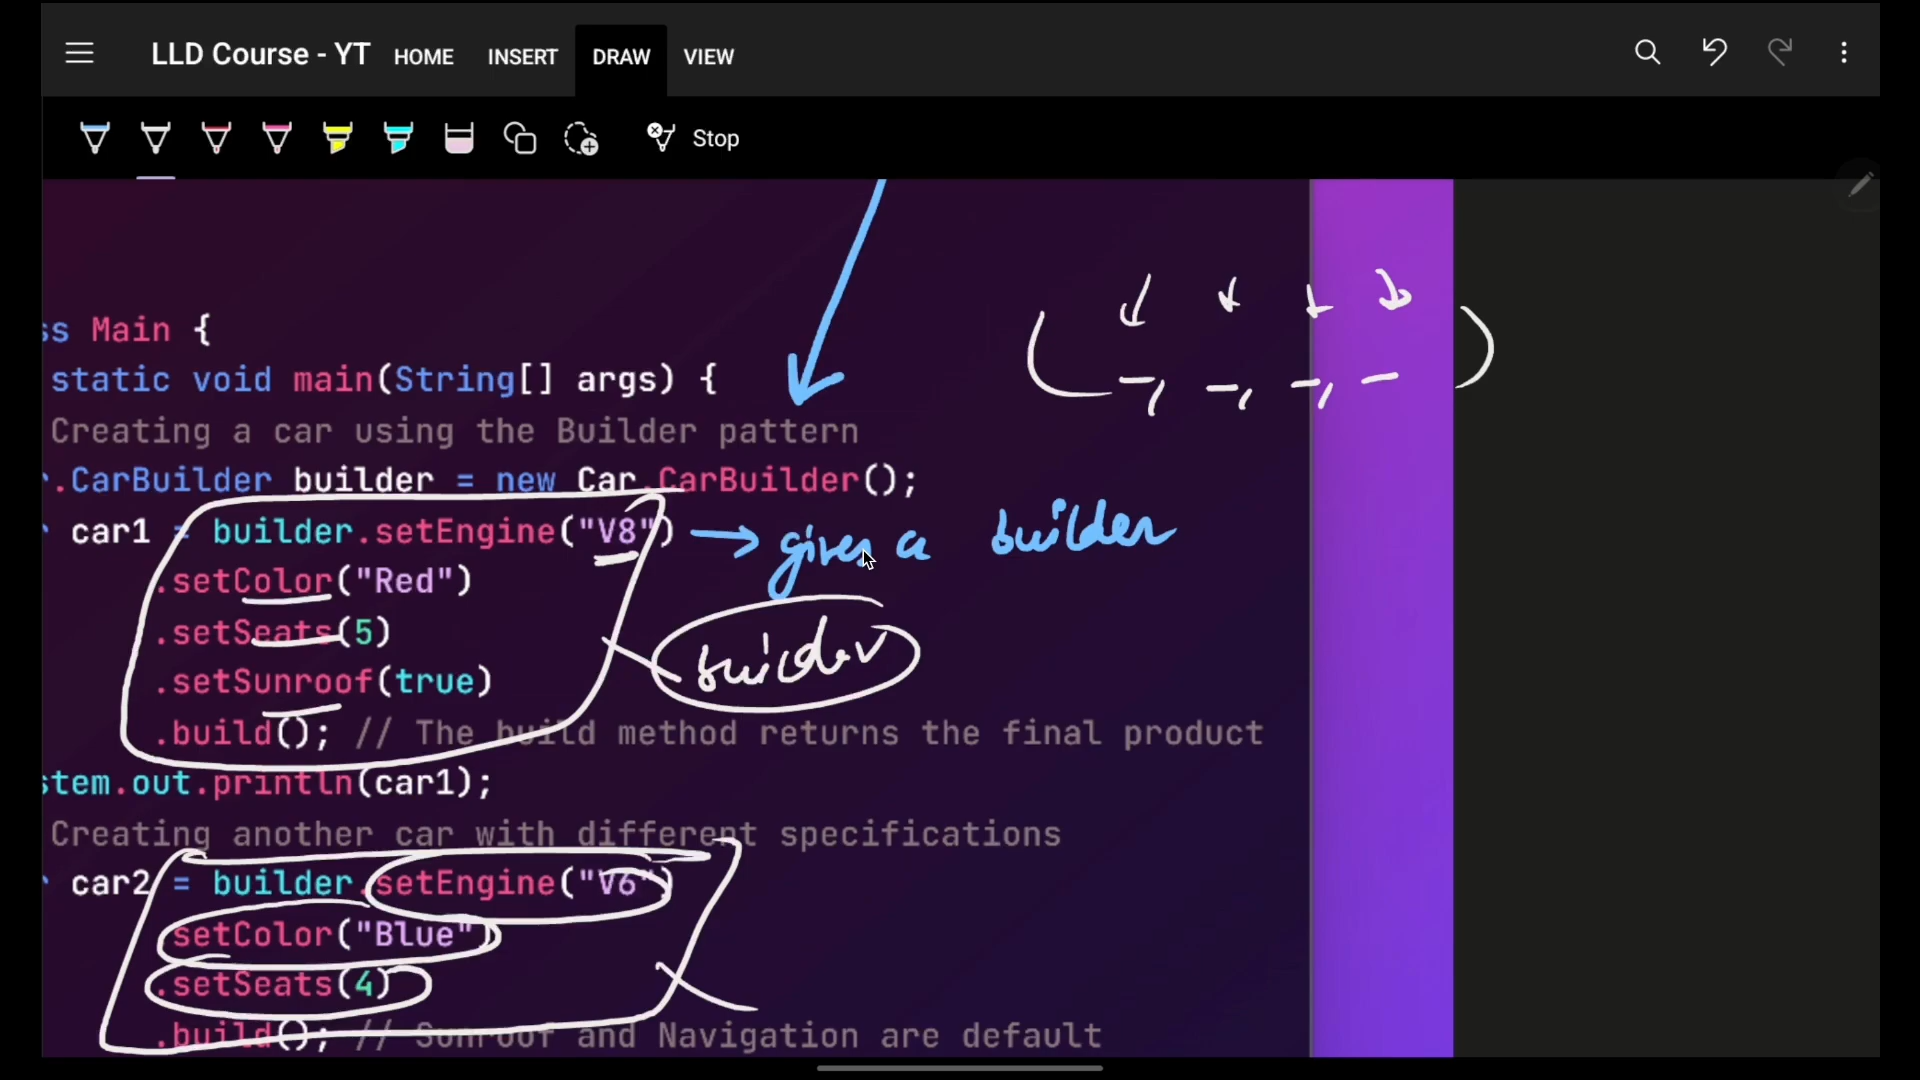 LLD Course - YT HOME INSERT DRAW VIEW
Stop
ss Main {
static void main(String[] args) {
Creating a car using the Builder pattern
.CarBuilder builder = new Car.CarBuilder();
car1 = builder.setEngine("V8") → gives a builder
.setColor("Red")
.setSeats(5)
builder
.setSunroof(true)
.build(); // The build method returns the final product
stem.out.println(car1);
Creating another car with different specifications
car2 = builder.setEngine("V6")
setColor("Blue")
.setSeats(4)
.build(); // Sunroof and Navigation are default